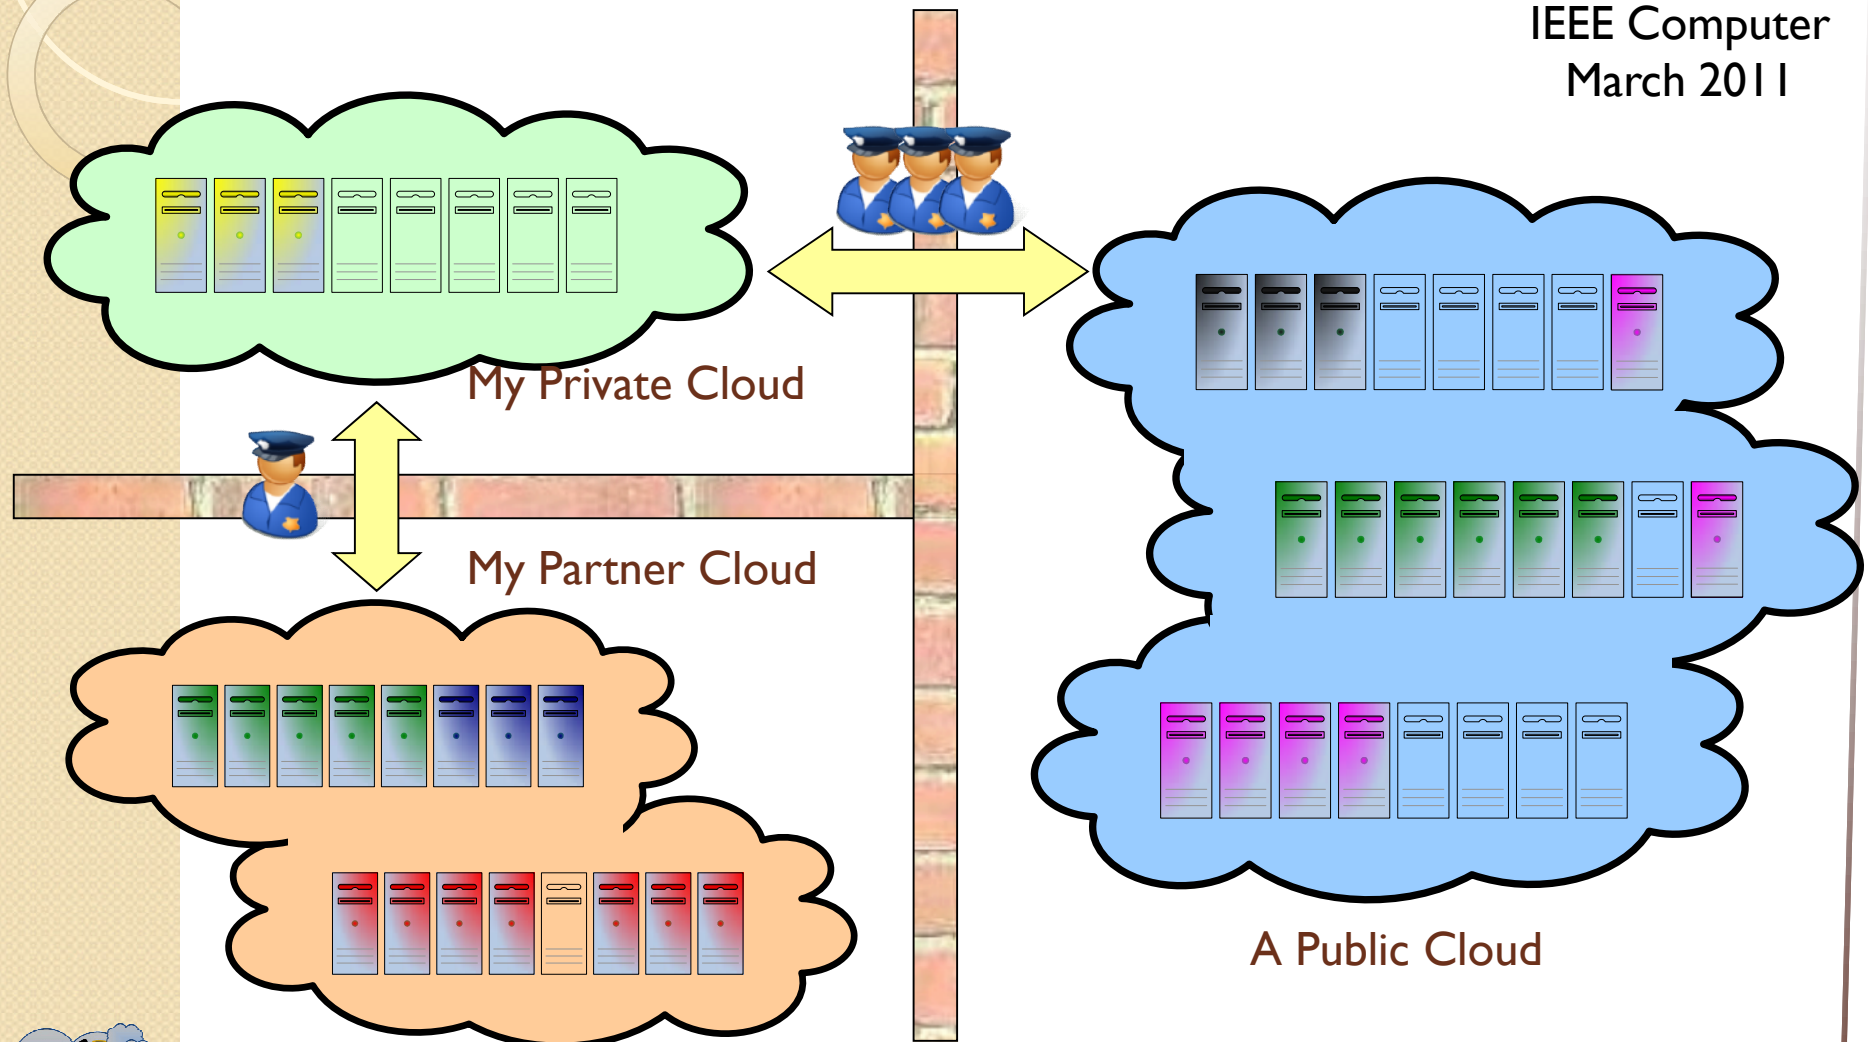 IEEE Computer
March 2011
My Private Cloud
My Partner Cloud
A Public Cloud